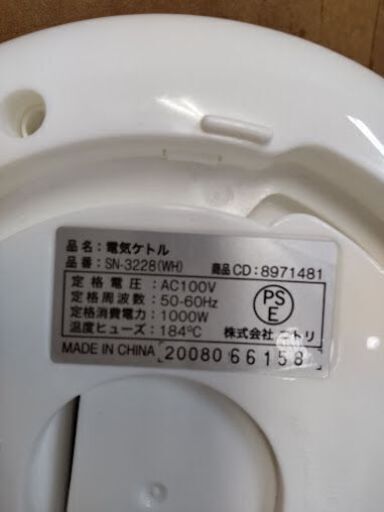 品名：電気ケトル
品番：SN-3228(WH) 商品CD：8971481
定格電圧：AC100V
定格周波数：50-60Hz
定格消費電力：1000W
温度ヒューズ：184℃
PS
E
株式会社ニトリ
MADE IN CHINA 2008066158